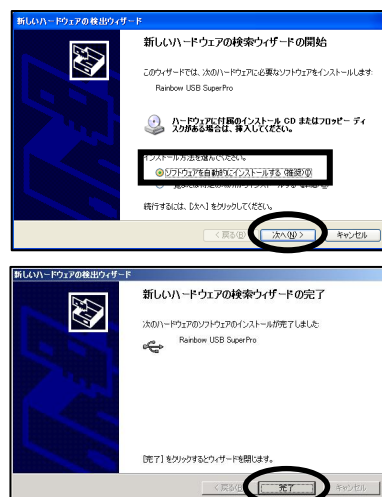 新しいハードウェアの検出ウィザード
新しいハードウェアの検索ウィザードの開始
このウィザードでは、次のハードウェアに必要なソフトウェアをインストールします:
Rainbow USB SuperPro
ハードウェアに付属のインストール CD またはフロッピー ディ
スクがある場合は、挿入してください。
インストール方法を選んでください。
ソフトウェアを自動的にインストールする (推奨)(I)
続行するには、[次へ] をクリックしてください。
< 戻る(B) 次へ(N) > キャンセル
新しいハードウェアの検出ウィザード
新しいハードウェアの検索ウィザードの完了
次のハードウェアのソフトウェアのインストールが完了しました:
Rainbow USB SuperPro
[完了] をクリックするとウィザードを閉じます。
< 戻る(B) 完了 キャンセル